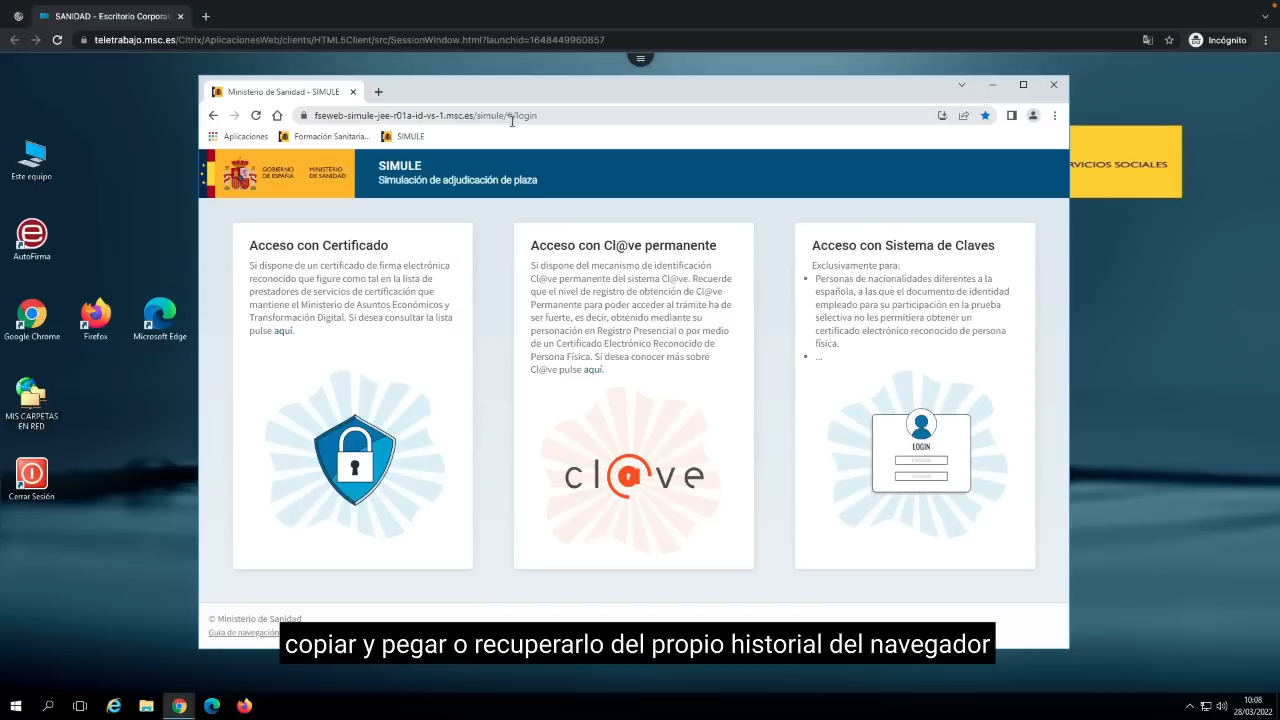 SANIDAD - Escritorio Corpora
teletrabajo.msc.es/Citrix/AplicacionesWeb/clients/HTML5Client/src/SessionWindow.html?launchid=1648449960857
Incógnito
Ministerio de Sanidad - SIMULE
fseweb-simule-jee-r01a-id-vs-1.msc.es/simule/#/login
Aplicaciones
Formación Sanitaria...
SIMULE
GOBIERNO
DE ESPAÑA
MINISTERIO
DE SANIDAD
SIMULE
Simulación de adjudicación de plaza
RVICIOS SOCIALES
Este equipo
AutoFirma
Google Chrome
Firefox
Microsoft Edge
MIS CARPETAS
EN RED
Cerrar Sesión
Acceso con Certificado
Si dispone de un certificado de firma electrónica
reconocido que figure como tal en la lista de
prestadores de servicios de certificación que
mantiene el Ministerio de Asuntos Económicos y
Transformación Digital. Si desea consultar la lista
pulse aquí.
Acceso con Cl@ve permanente
Si dispone del mecanismo de identificación
Cl@ve permanente del sistema Cl@ve. Recuerde
que el nivel de registro de obtención de Cl@ve
Permanente para poder acceder al trámite ha de
ser fuerte, es decir, obtenido mediante su
personación en Registro Presencial o por medio
de un Certificado Electrónico Reconocido de
Persona Física. Si desea conocer más sobre
Cl@ve pulse aquí.
cl@ve
Acceso con Sistema de Claves
Exclusivamente para:
• Personas de nacionalidades diferentes a la
española, a las que el documento de identidad
empleado para su participación en la prueba
selectiva no les permitiera obtener un
certificado electrónico reconocido de persona
física.
• ...
LOGIN
© Ministerio de Sanidad
Guía de navegación
copiar y pegar o recuperarlo del propio historial del navegador
10:08
28/03/2022